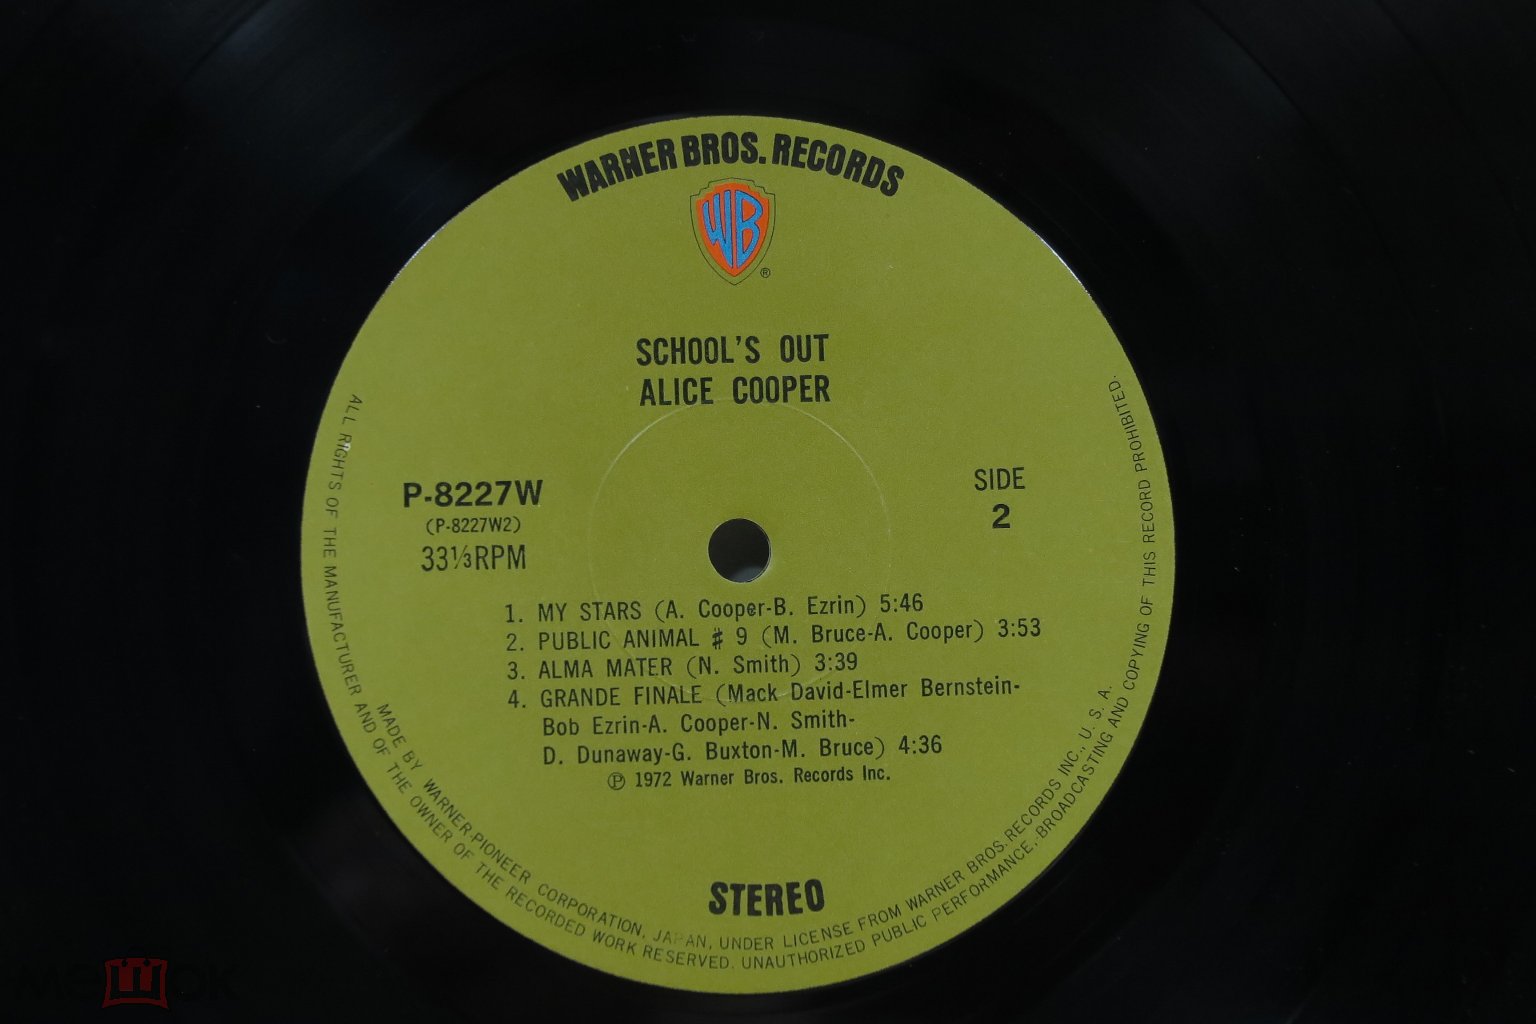 WARNER BROS. RECORDS
WB
®
SCHOOL'S OUT
ALICE COOPER
P-8227W
(P-8227W2)
33⅓RPM
SIDE
2
1. MY STARS (A. Cooper-B. Ezrin) 5:46
2. PUBLIC ANIMAL # 9 (M. Bruce-A. Cooper) 3:53
3. ALMA MATER (N. Smith) 3:39
4. GRANDE FINALE (Mack David-Elmer Bernstein-
Bob Ezrin-A. Cooper-N. Smith-
D. Dunaway-G. Buxton-M. Bruce) 4:36
℗ 1972 Warner Bros. Records Inc.
STEREO
MADE BY WARNER-PIONEER CORPORATION, JAPAN, UNDER LICENSE FROM WARNER BROS. RECORDS INC., U. S. A.
ALL RIGHTS OF THE MANUFACTURER AND OF THE OWNER OF THE RECORDED WORK RESERVED. UNAUTHORIZED PUBLIC PERFORMANCE, BROADCASTING AND COPYING OF THIS RECORD PROHIBITED.
мешок